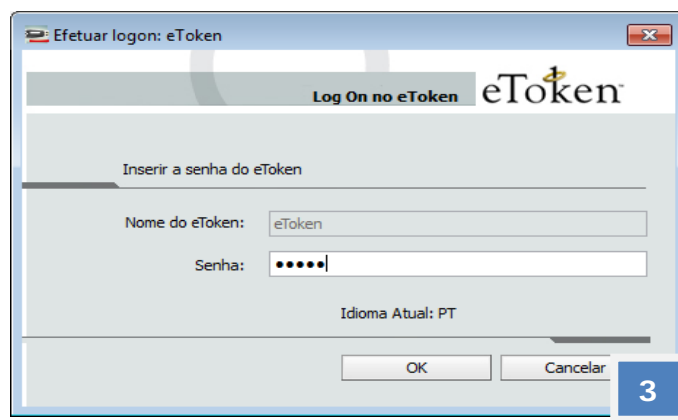 Efetuar logon: eToken
Log On no eToken
eToken™
Inserir a senha do eToken
Nome do eToken: eToken
Senha: •••••
Idioma Atual: PT
OK Cancelar
3